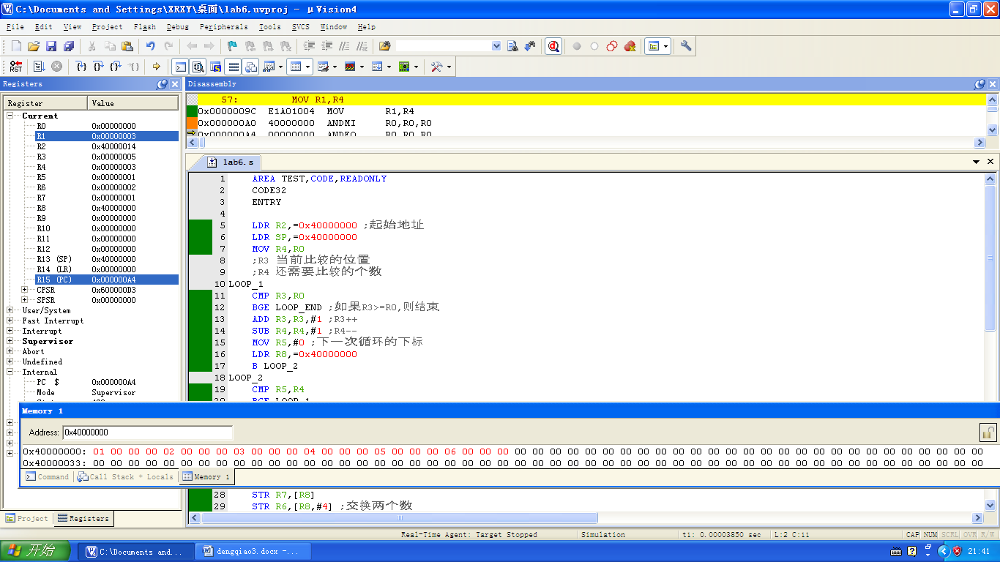 C:\Documents and Settings\XRXY\桌面\lab6.uvproj - µVision4
File Edit View Project Flash Debug Peripherals Tools SVCS Window Help
RST
Registers
Register Value
Current
R0 0x00000000
R1 0x00000003
R2 0x40000014
R3 0x00000005
R4 0x00000003
R5 0x00000001
R6 0x00000002
R7 0x00000001
R8 0x40000000
R9 0x00000000
R10 0x00000000
R11 0x00000000
R12 0x00000000
R13 (SP) 0x40000000
R14 (LR) 0x00000000
R15 (PC) 0x000000A4
CPSR 0x600000D3
SPSR 0x00000000
User/System
Fast Interrupt
Interrupt
Supervisor
Abort
Undefined
Internal
PC $ 0x000000A4
Mode Supervisor
Disassembly
57: MOV R1,R4
0x0000009C E1A01004 MOV R1,R4
0x000000A0 40000000 ANDMI R0,R0,R0
0x000000A4 00000000 ANDEQ R0,R0,R0
lab6.s
1 AREA TEST,CODE,READONLY
2 CODE32
3 ENTRY
4
5 LDR R2,=0x40000000 ;起始地址
6 LDR SP,=0x40000000
7 MOV R4,R0
8 ;R3 当前比较的位置
9 ;R4 还需要比较的个数
10 LOOP_1
11 CMP R3,R0
12 BGE LOOP_END ;如果R3>=R0,则结束
13 ADD R3,R3,#1 ;R3++
14 SUB R4,R4,#1 ;R4--
15 MOV R5,#0 ;下一次循环的下标
16 LDR R8,=0x40000000
17 B LOOP_2
18 LOOP_2
19 CMP R5,R4
20 BGE LOOP_1
Memory 1
Address: 0x40000000
0x40000000: 01 00 00 00 02 00 00 00 03 00 00 00 04 00 00 00 05 00 00 00 06 00 00 00 00 00 00 00 00 00 00 00 00 00 00 00 00 00 00 00 00 00 00 00 00 00 00 00 00 00 00
0x40000033: 00 00 00 00 00 00 00 00 00 00 00 00 00 00 00 00 00 00 00 00 00 00 00 00 00 00 00 00 00 00 00 00 00 00 00 00 00 00 00 00 00 00 00 00 00 00 00 00 00 00 00
Command Call Stack + Locals Memory 1
28 STR R7,[R8]
29 STR R6,[R8,#4] ;交换两个数
Project Registers
Real-Time Agent: Target Stopped Simulation t1: 0.00003850 sec L:2 C:11 CAP NUM SCRL OVR R/W
开始 C:\Documents and... dengqiao3.docx -... 21:41